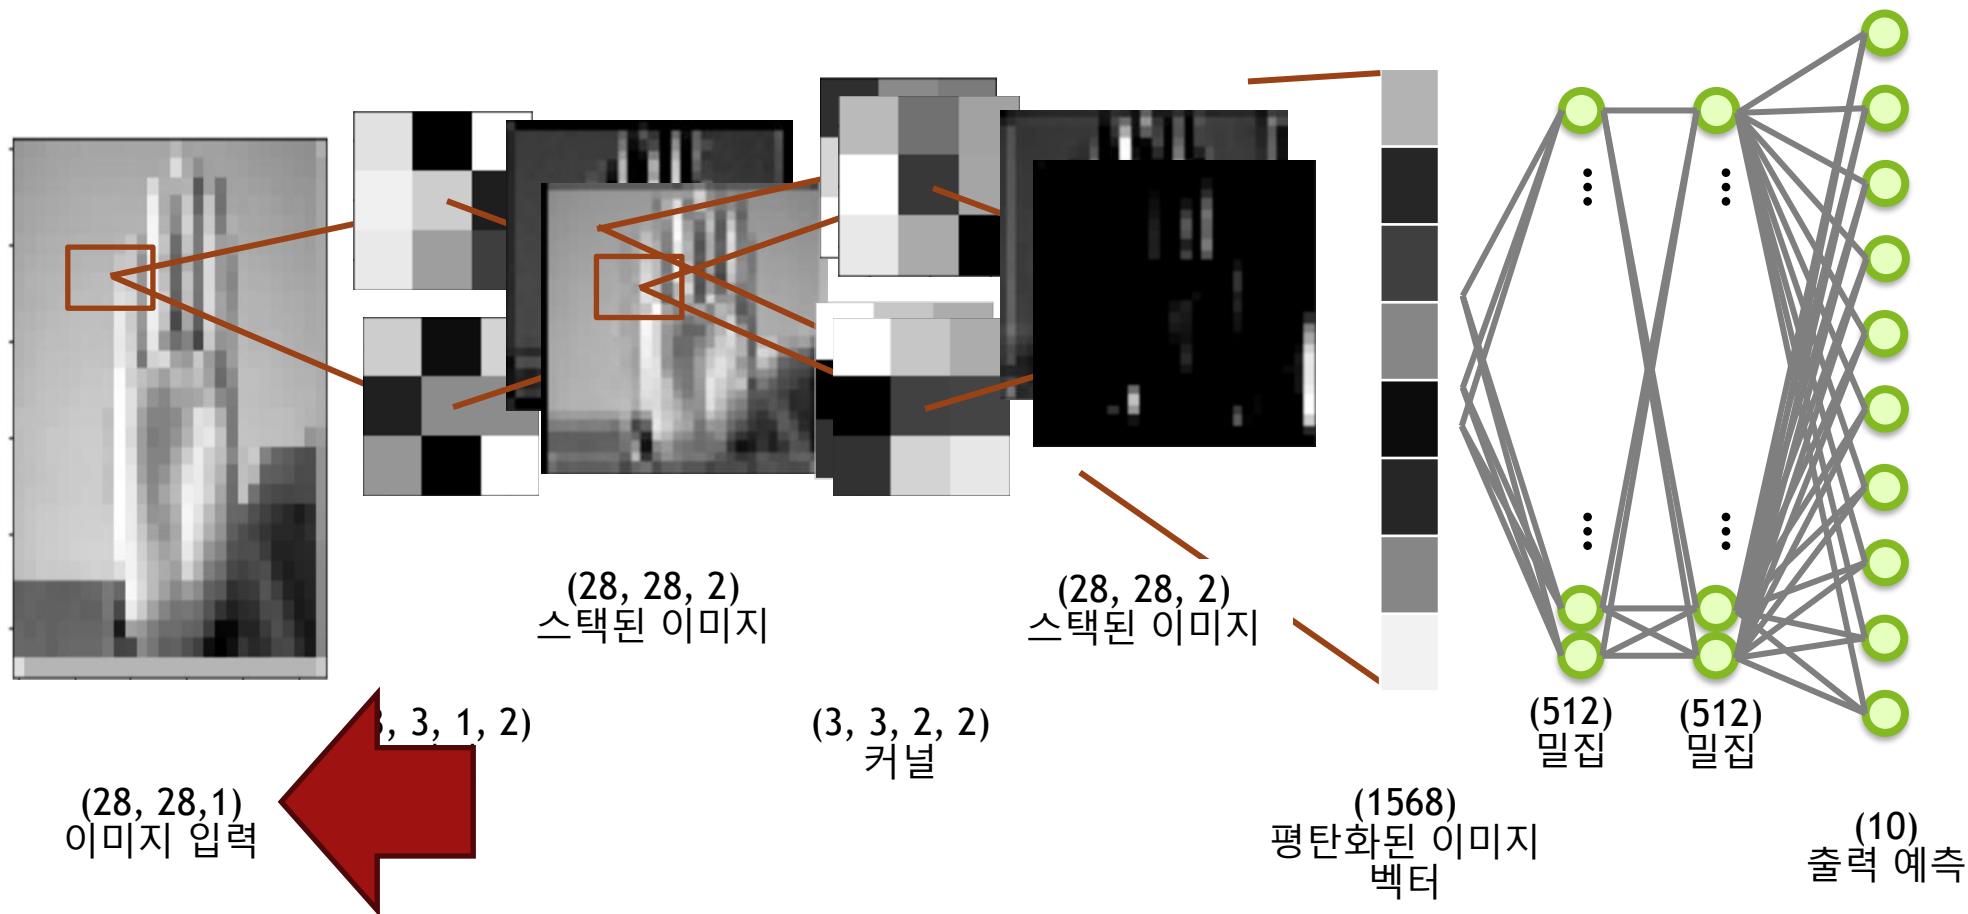 (28, 28, 2)
스택된 이미지
(28, 28, 2)
스택된 이미지
, 3, 1, 2)
(3, 3, 2, 2)
커널
(512)
밀집
(512)
밀집
(28, 28,1)
이미지 입력
(1568)
평탄화된 이미지
벡터
(10)
출력 예측